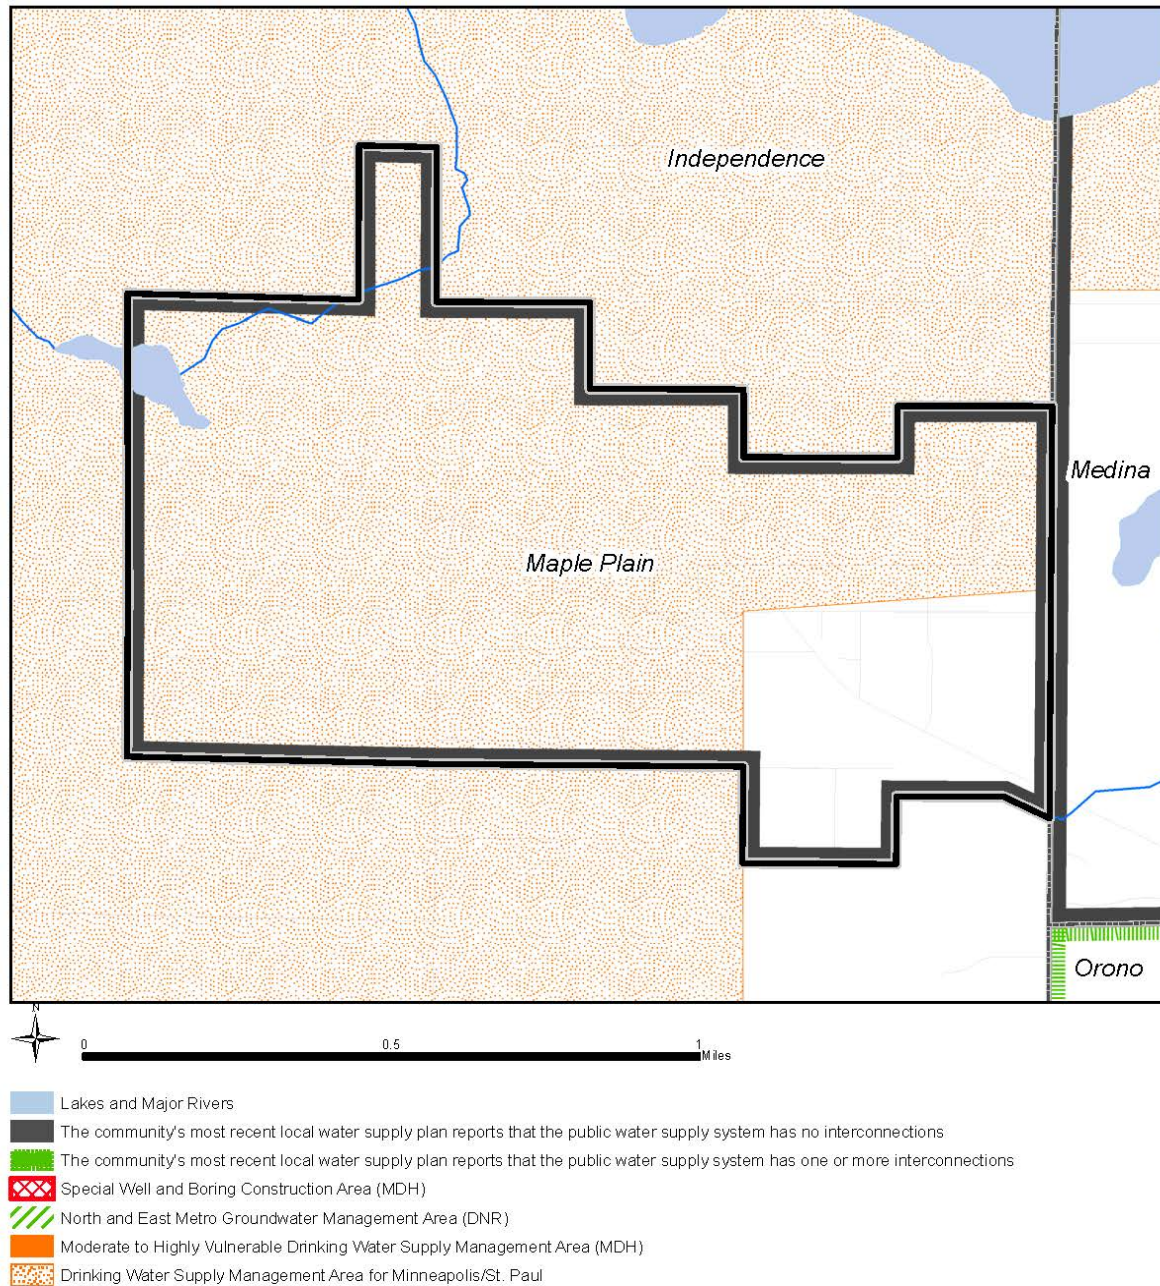 Independence
Medina
Maple Plain
Orono
N
0 0.5 1
Miles
Lakes and Major Rivers
The community's most recent local water supply plan reports that the public water supply system has no interconnections
The community's most recent local water supply plan reports that the public water supply system has one or more interconnections
Special Well and Boring Construction Area (MDH)
North and East Metro Groundwater Management Area (DNR)
Moderate to Highly Vulnerable Drinking Water Supply Management Area (MDH)
Drinking Water Supply Management Area for Minneapolis/St. Paul